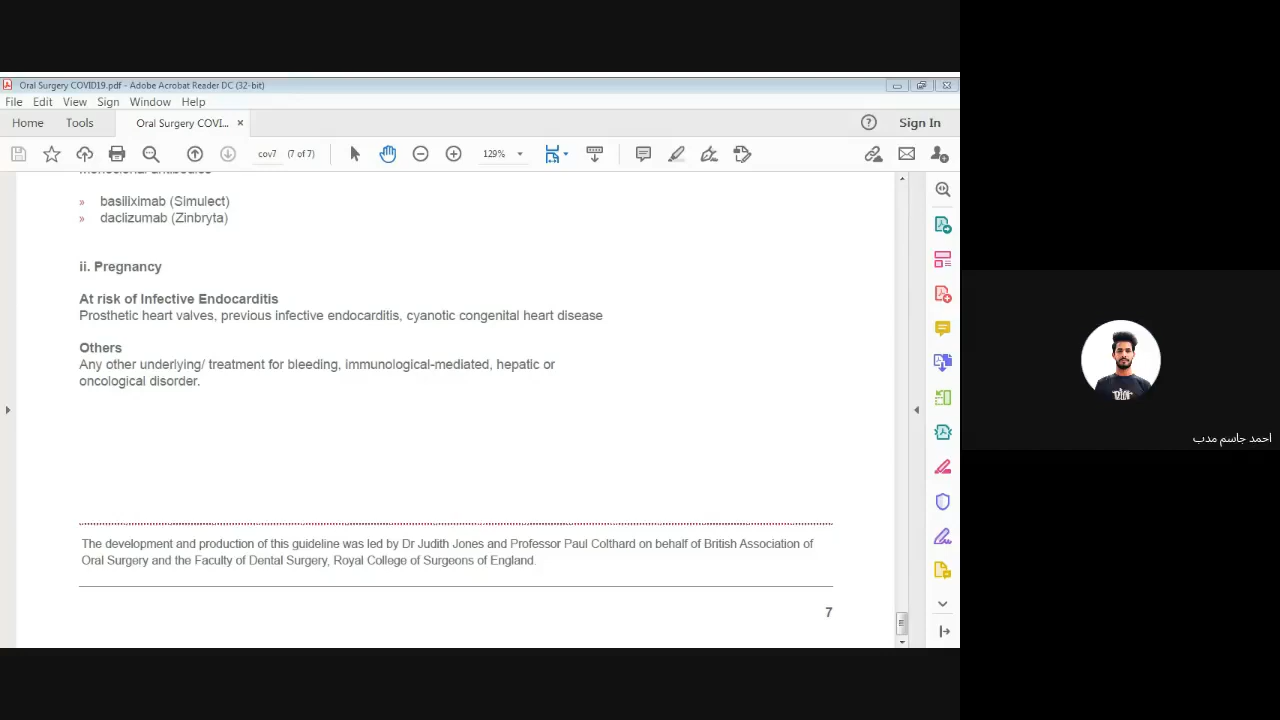 Oral Surgery COVID19.pdf - Adobe Acrobat Reader DC (32-bit)
File Edit View Sign Window Help
Home Tools Oral Surgery COVI... × Sign In
cov7 (7 of 7) 129%
monoclonal antibodies
» basiliximab (Simulect)
» daclizumab (Zinbryta)
ii. Pregnancy
At risk of Infective Endocarditis
Prosthetic heart valves, previous infective endocarditis, cyanotic congenital heart disease
Others
Any other underlying/ treatment for bleeding, immunological-mediated, hepatic or
oncological disorder.
احمد جاسم مدب
The development and production of this guideline was led by Dr Judith Jones and Professor Paul Colthard on behalf of British Association of
Oral Surgery and the Faculty of Dental Surgery, Royal College of Surgeons of England.
7